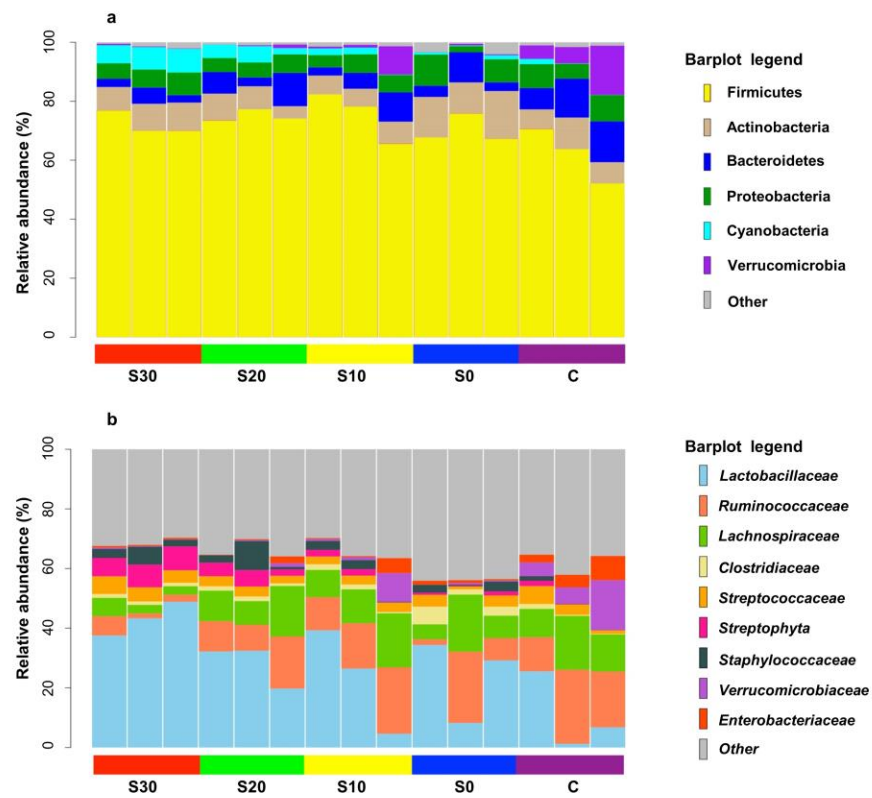 a
Relative abundance (%)
100
80
60
40
20
0
S30 S20 S10 S0 C
Barplot legend
Firmicutes
Actinobacteria
Bacteroidetes
Proteobacteria
Cyanobacteria
Verrucomicrobia
Other
b
Relative abundance (%)
100
80
60
40
20
0
S30 S20 S10 S0 C
Barplot legend
Lactobacillaceae
Ruminococcaceae
Lachnospiraceae
Clostridiaceae
Streptococcaceae
Streptophyta
Staphylococcaceae
Verrucomicrobiaceae
Enterobacteriaceae
Other